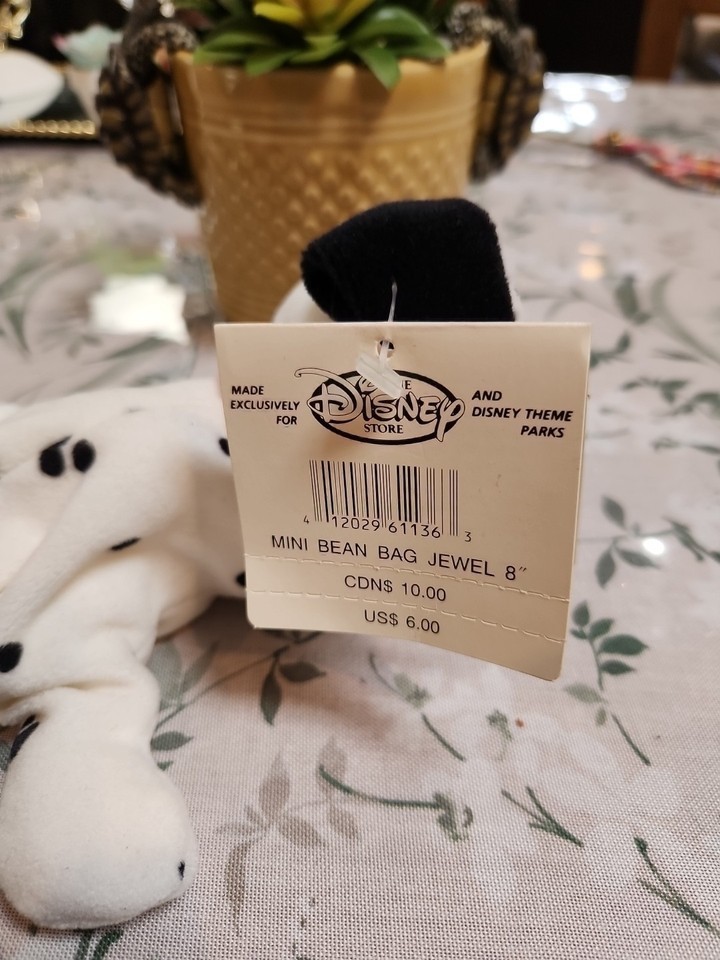 MADE EXCLUSIVELY FOR
THE
DISNEY
STORE
AND DISNEY THEME PARKS
4 12029 61136 3
MINI BEAN BAG JEWEL 8"
CDN$ 10.00
US$ 6.00